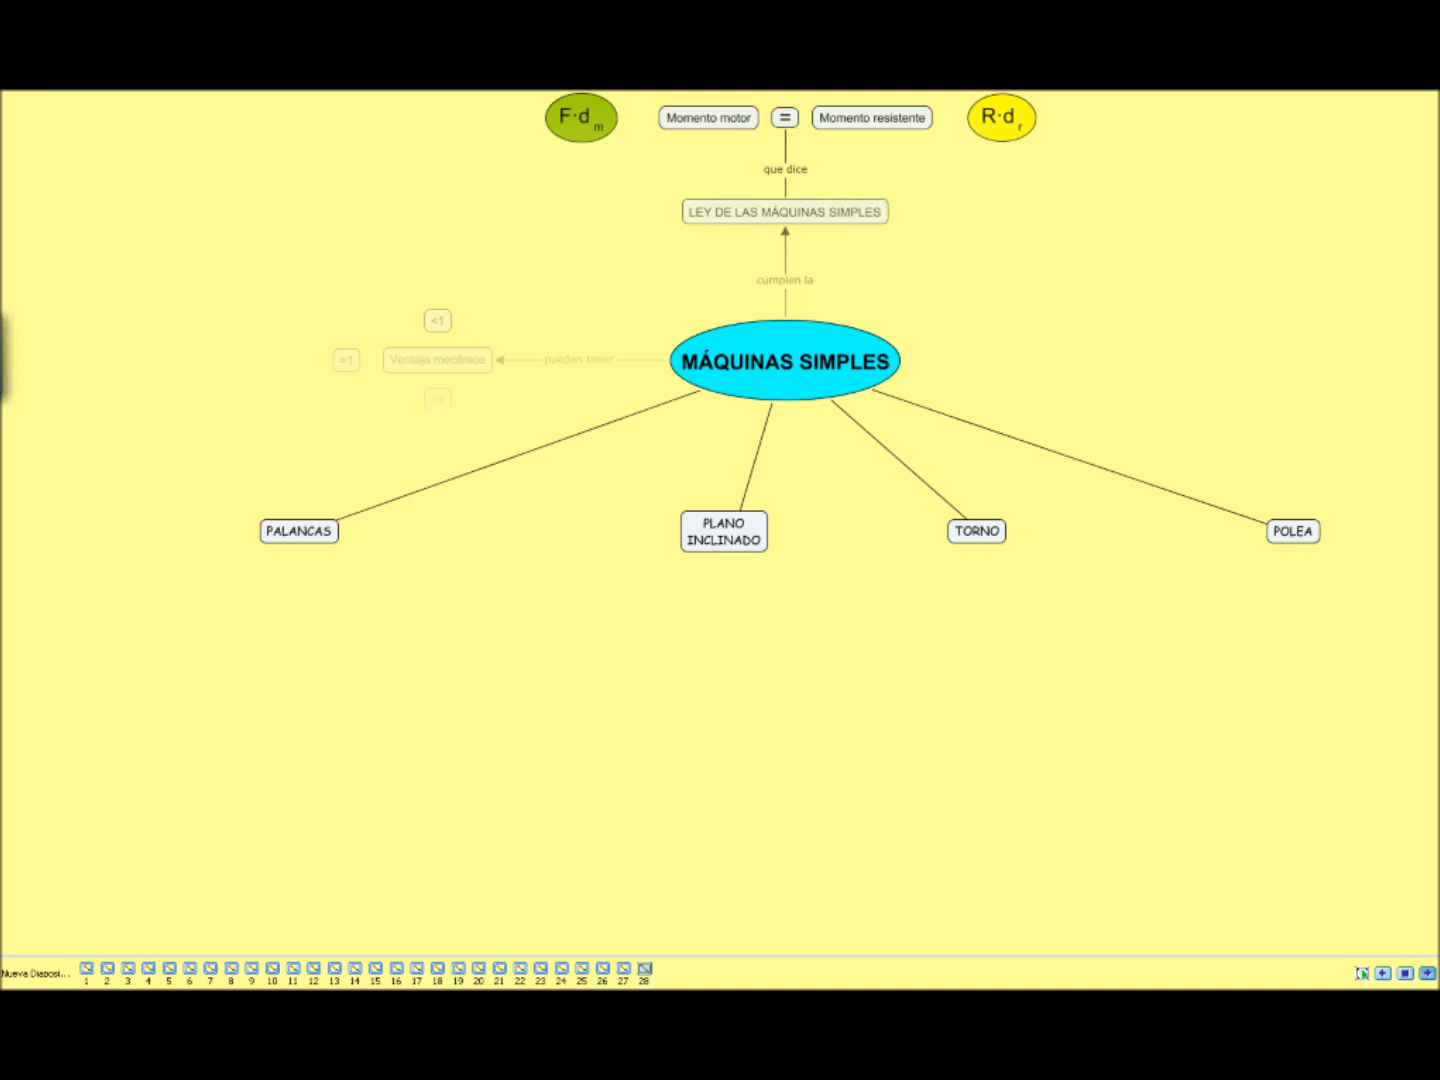 F·dm
Momento motor
=
Momento resistente
R·dr
que dice
LEY DE LAS MÁQUINAS SIMPLES
cumplen la
<1
=1
Ventaja mecánica
pueden tener
>1
MÁQUINAS SIMPLES
PALANCAS
PLANO
INCLINADO
TORNO
POLEA
Nueva Diaposi...
1 2 3 4 5 6 7 8 9 10 11 12 13 14 15 16 17 18 19 20 21 22 23 24 25 26 27 28